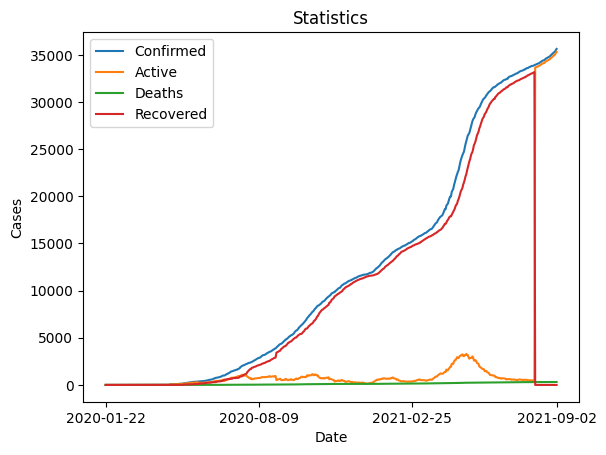 Statistics
Confirmed
Active
Deaths
Recovered
35000
30000
25000
20000
15000
10000
5000
0
Cases
2020-01-22
2020-08-09
2021-02-25
2021-09-02
Date